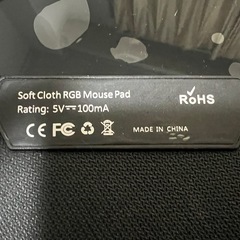 Soft Cloth RGB Mouse Pad
Rating: 5V⎓100mA
RoHS
CE FC
MADE IN CHINA